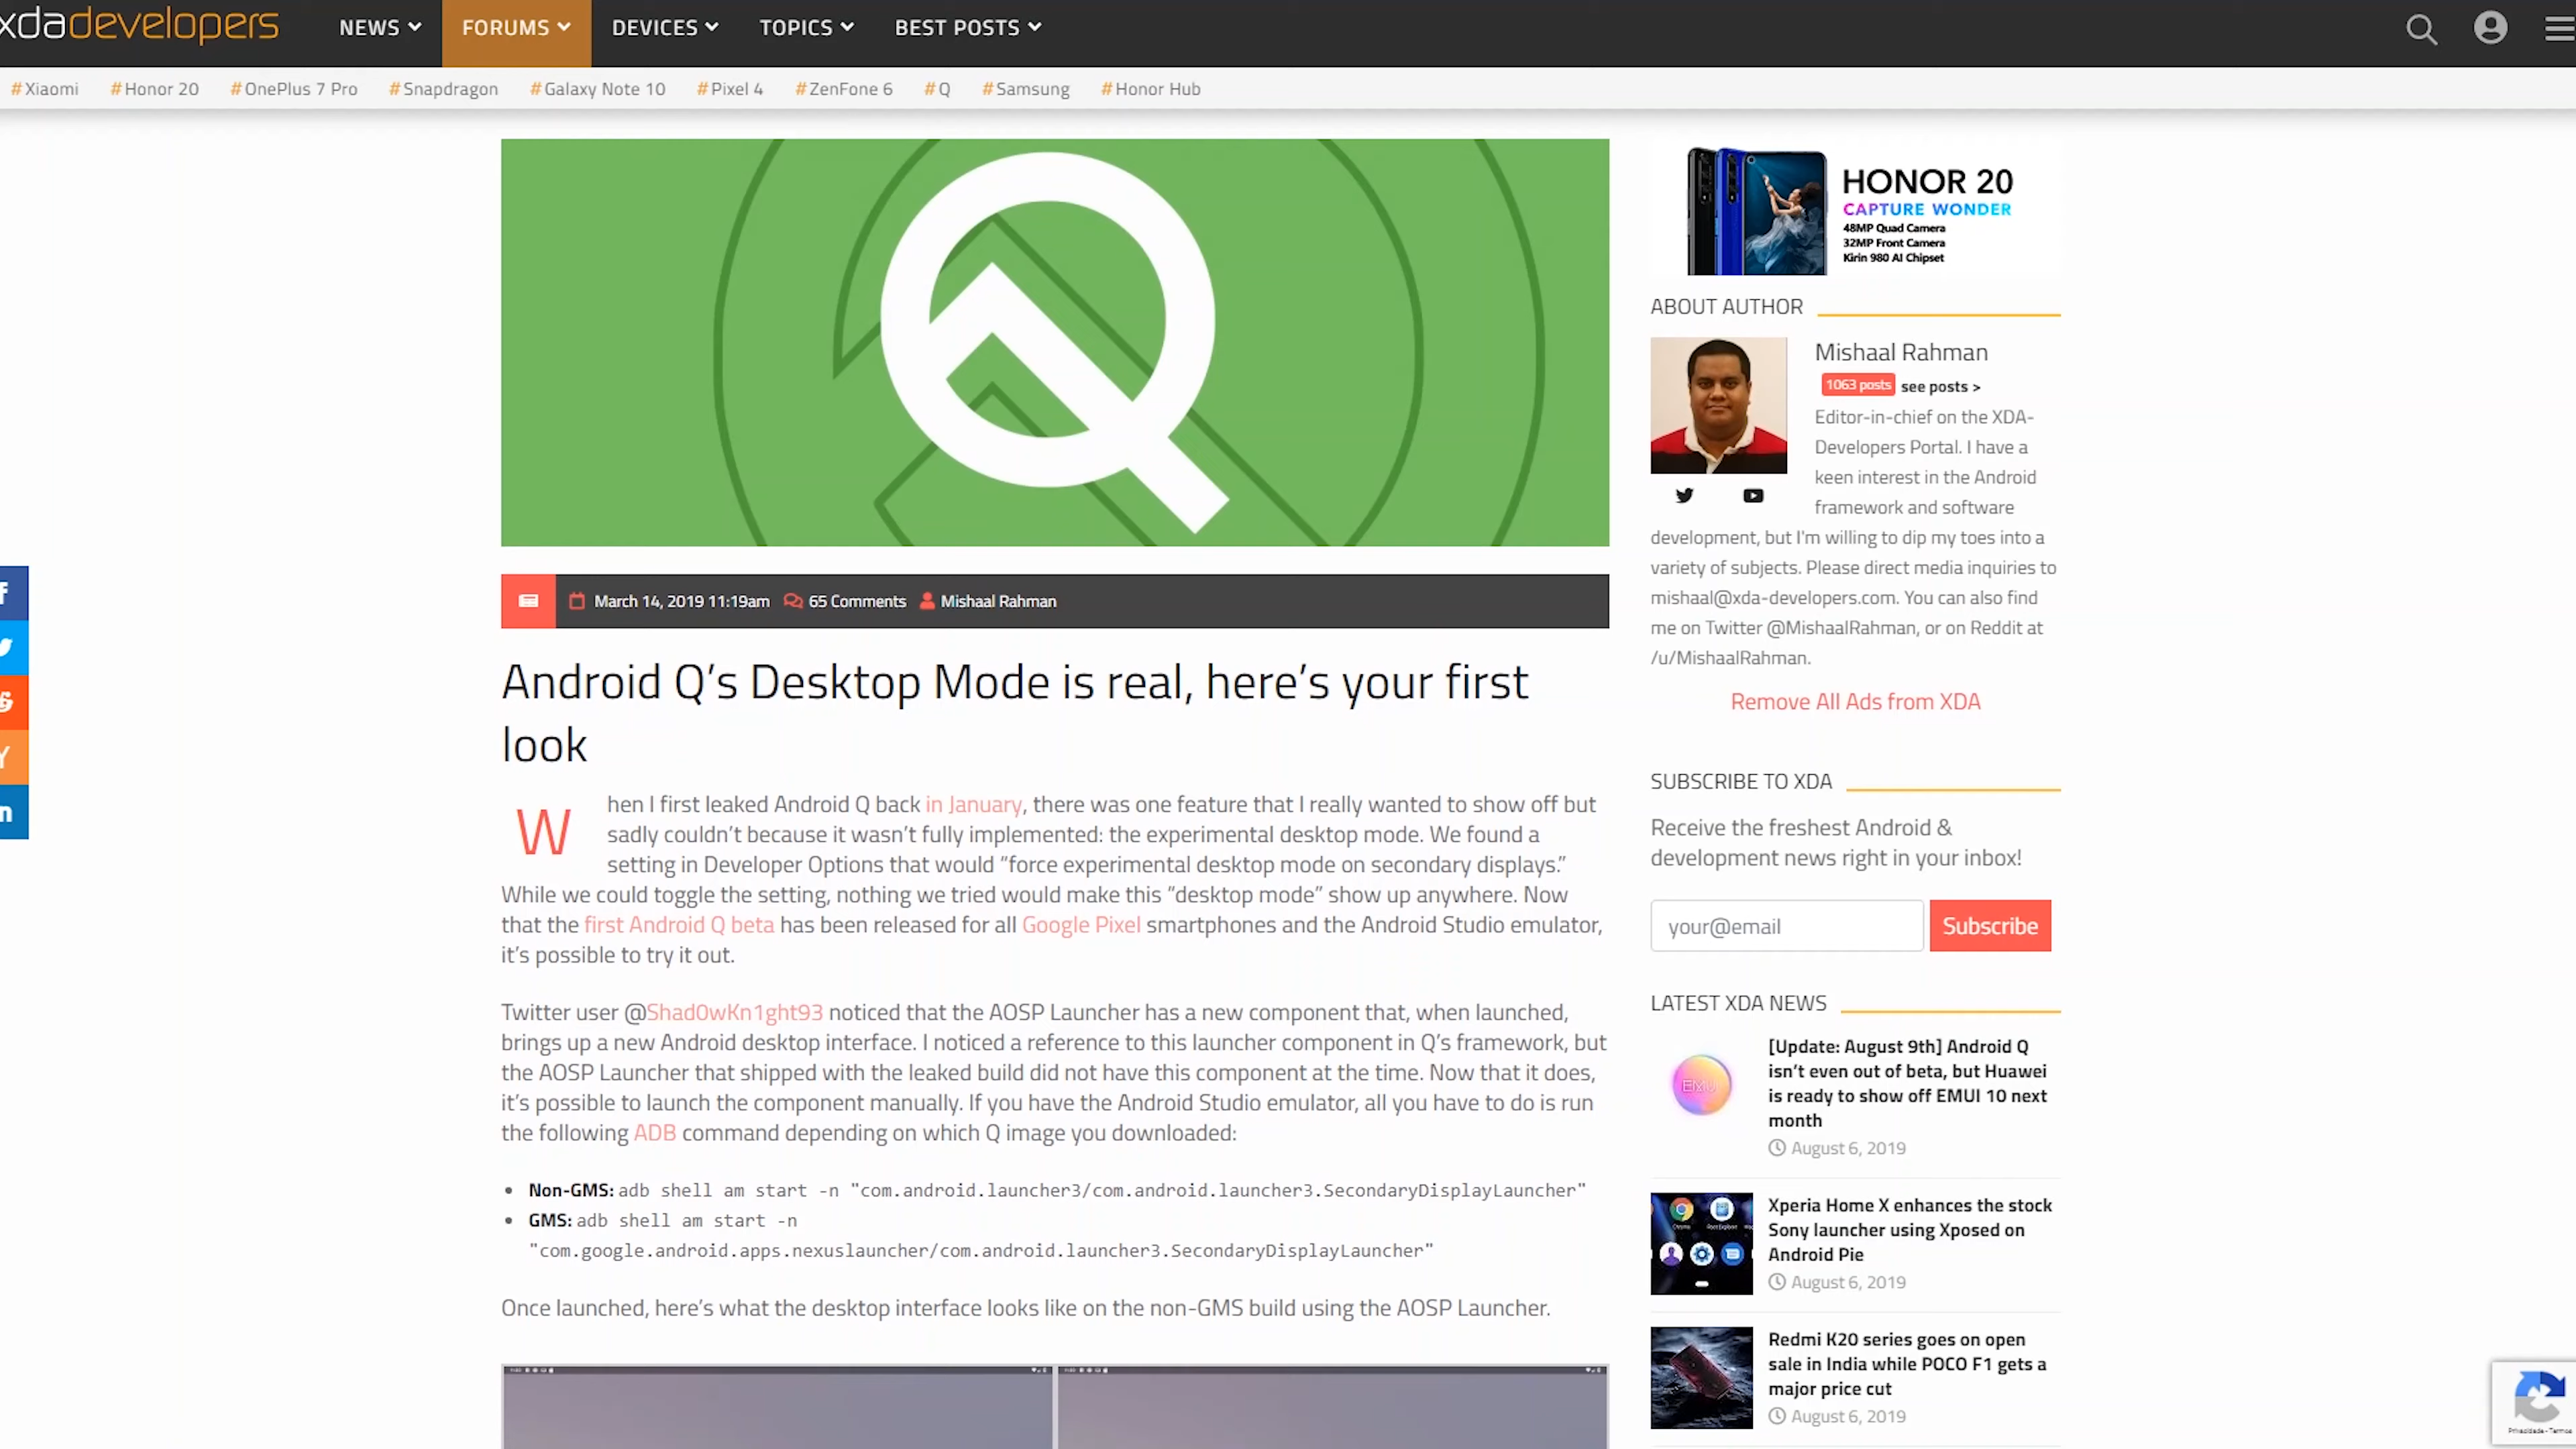 xdadevelopers
NEWS FORUMS DEVICES TOPICS BEST POSTS
#Xiaomi #Honor 20 #OnePlus 7 Pro #Snapdragon #Galaxy Note 10 #Pixel 4 #ZenFone 6 #Q #Samsung #Honor Hub
March 14, 2019 11:19am 65 Comments Mishaal Rahman
Android Q’s Desktop Mode is real, here’s your first
look
When I first leaked Android Q back in January, there was one feature that I really wanted to show off but
sadly couldn’t because it wasn’t fully implemented: the experimental desktop mode. We found a
setting in Developer Options that would “force experimental desktop mode on secondary displays.”
While we could toggle the setting, nothing we tried would make this “desktop mode” show up anywhere. Now
that the first Android Q beta has been released for all Google Pixel smartphones and the Android Studio emulator,
it’s possible to try it out.
Twitter user @Shad0wKn1ght93 noticed that the AOSP Launcher has a new component that, when launched,
brings up a new Android desktop interface. I noticed a reference to this launcher component in Q’s framework, but
the AOSP Launcher that shipped with the leaked build did not have this component at the time. Now that it does,
it’s possible to launch the component manually. If you have the Android Studio emulator, all you have to do is run
the following ADB command depending on which Q image you downloaded:
• Non-GMS: adb shell am start -n "com.android.launcher3/com.android.launcher3.SecondaryDisplayLauncher"
• GMS: adb shell am start -n
"com.google.android.apps.nexuslauncher/com.android.launcher3.SecondaryDisplayLauncher"
Once launched, here’s what the desktop interface looks like on the non-GMS build using the AOSP Launcher.
HONOR 20
CAPTURE WONDER
48MP Quad Camera
32MP Front Camera
Kirin 980 AI Chipset
ABOUT AUTHOR
Mishaal Rahman
1063 posts see posts >
Editor-in-chief on the XDA-
Developers Portal. I have a
keen interest in the Android
framework and software
development, but I'm willing to dip my toes into a
variety of subjects. Please direct media inquiries to
mishaal@xda-developers.com. You can also find
me on Twitter @MishaalRahman, or on Reddit at
/u/MishaalRahman.
Remove All Ads from XDA
SUBSCRIBE TO XDA
Receive the freshest Android &
development news right in your inbox!
your@email Subscribe
LATEST XDA NEWS
EMUI
[Update: August 9th] Android Q
isn’t even out of beta, but Huawei
is ready to show off EMUI 10 next
month
August 6, 2019
Xperia Home X enhances the stock
Sony launcher using Xposed on
Android Pie
August 6, 2019
Redmi K20 series goes on open
sale in India while POCO F1 gets a
major price cut
August 6, 2019
Privacidade - Termos